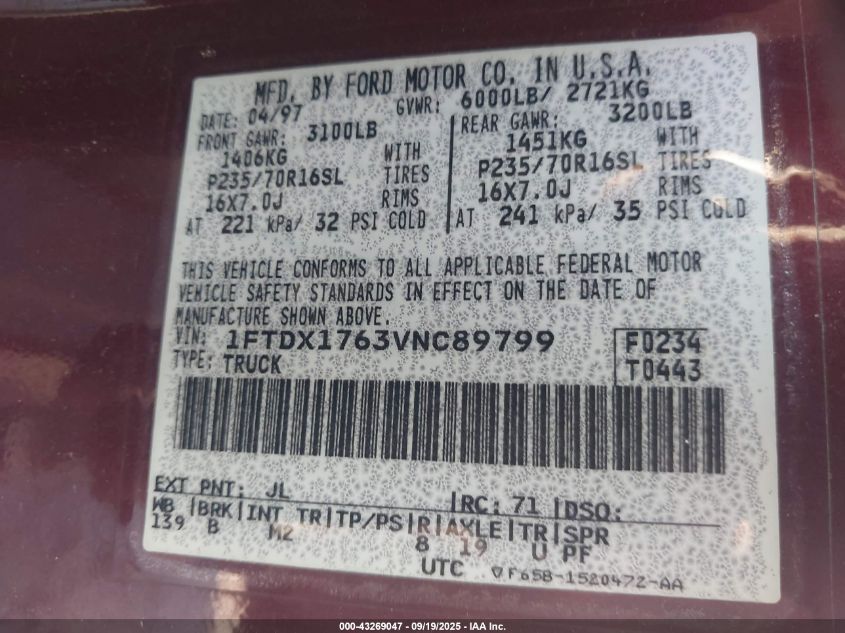 MFD. BY FORD MOTOR CO. IN U.S.A.
DATE: 04/97 GVWR: 6000LB/ 2721KG
FRONT GAWR: 3100LB REAR GAWR: 3200LB
1406KG WITH 1451KG WITH
P235/70R16SL TIRES P235/70R16SL TIRES
16X7.0J RIMS 16X7.0J RIMS
AT 221 kPa/ 32 PSI COLD AT 241 kPa/ 35 PSI COLD
THIS VEHICLE CONFORMS TO ALL APPLICABLE FEDERAL MOTOR
VEHICLE SAFETY STANDARDS IN EFFECT ON THE DATE OF
MANUFACTURE SHOWN ABOVE.
VIN: 1FTDX1763VNC89799 F0234
TYPE: TRUCK T0443
EXT PNT: JL RC: 71 DSO:
WB |BRK|INT TR|TP/PS|R|AXLE|TR|SPR
139 B M2 8 19 U PF
UTC ▽F65B-1520472-AA
000-43269047 - 09/19/2025 - IAA Inc.